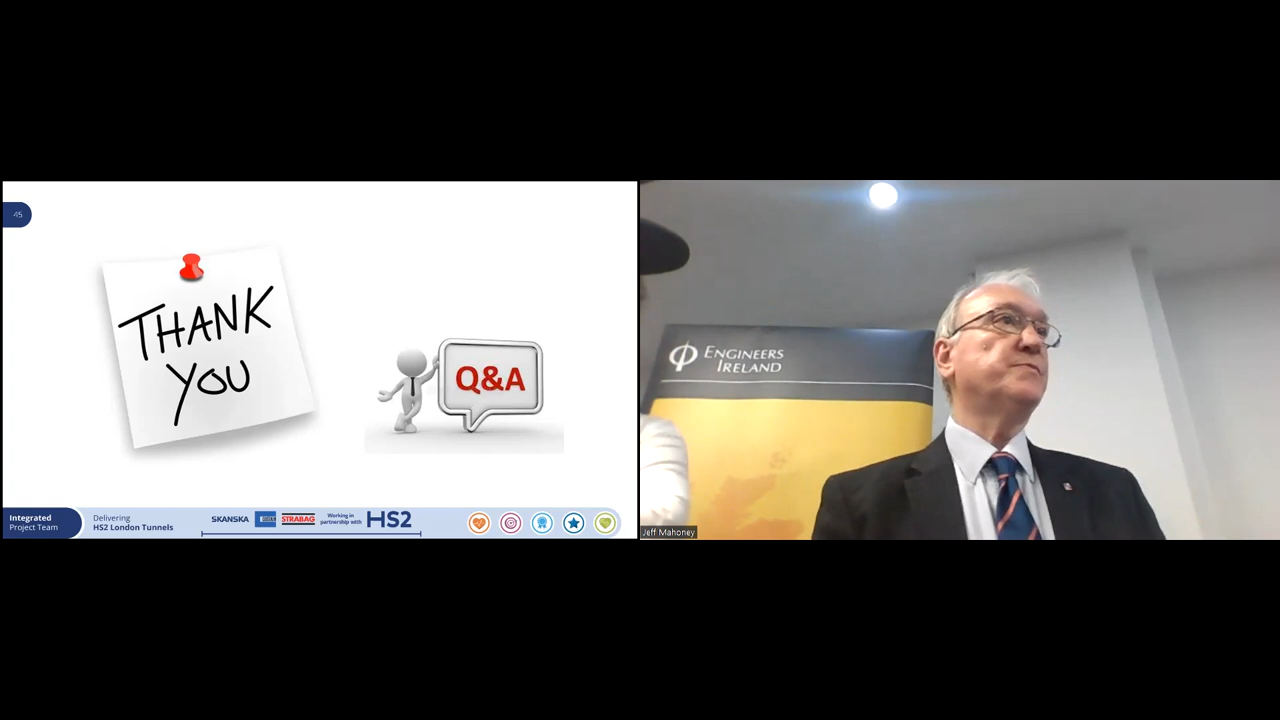 45
THANK
YOU
Q&A
Integrated
Project Team
Delivering
HS2 London Tunnels
SKANSKA
STRABAG
Working in
partnership with
HS2
ENGINEERS
IRELAND
Jeff Mahoney